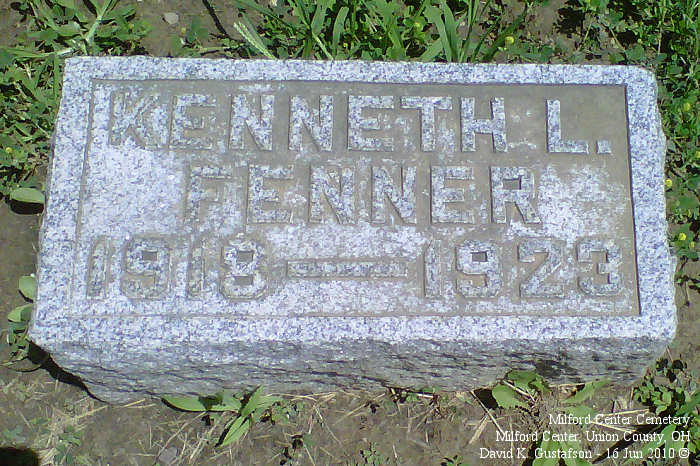 KENNETH L.
FENNER
1918 — 1923
Milford Center Cemetery
Milford Center, Union County, OH
David K. Gustafson - 16 Jun 2010 ©